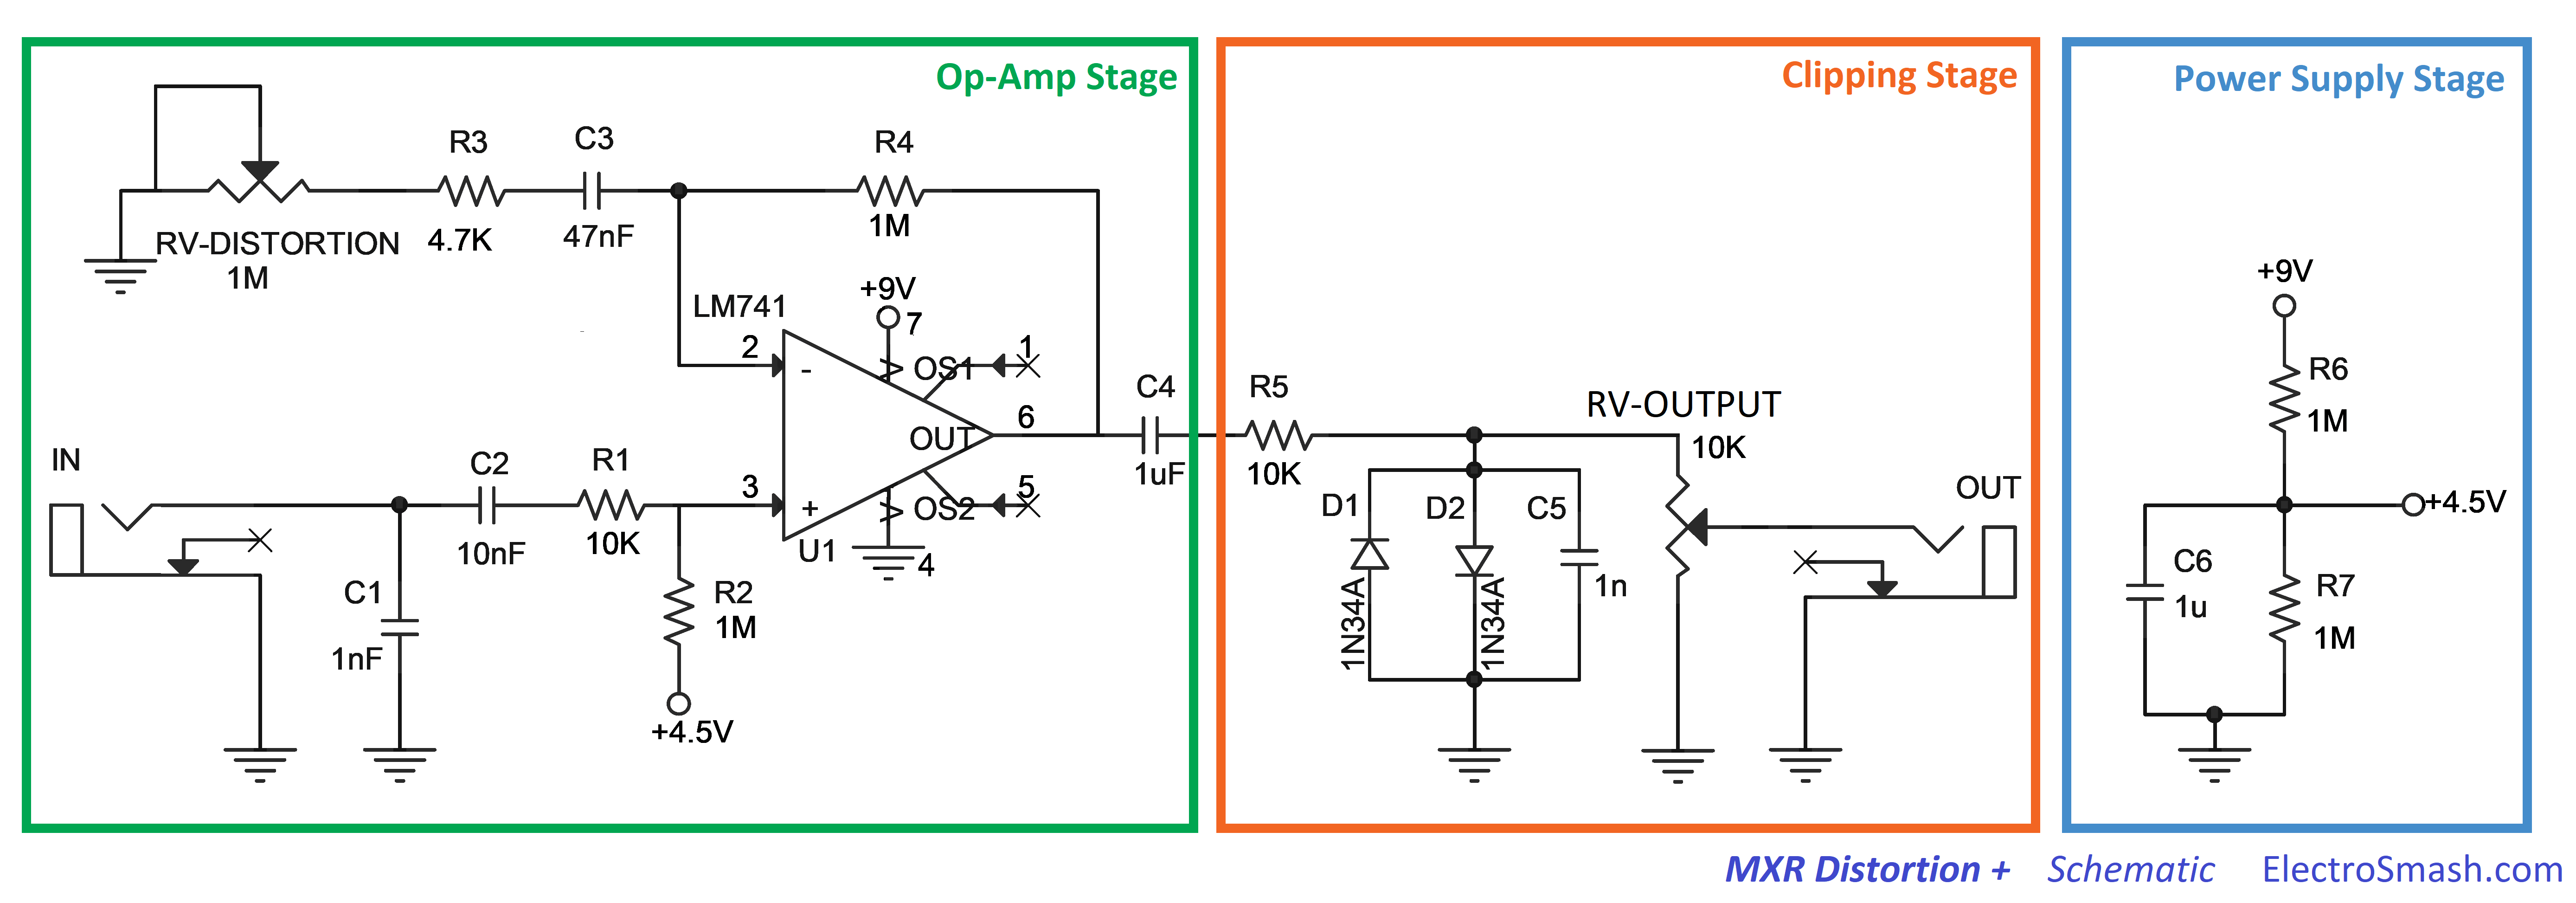 Op-Amp Stage
Clipping Stage
Power Supply Stage
RV-DISTORTION
1M
R3
4.7K
C3
47nF
R4
1M
LM741
+9V
7
2
-
OS1
1
6
OUT
3
+
OS2
5
U1
4
IN
C1
1nF
C2
10nF
R1
10K
R2
1M
+4.5V
C4
1uF
R5
10K
D1
1N34A
D2
1N34A
C5
1n
RV-OUTPUT
10K
OUT
+9V
R6
1M
+4.5V
C6
1u
R7
1M
MXR Distortion + Schematic ElectroSmash.com